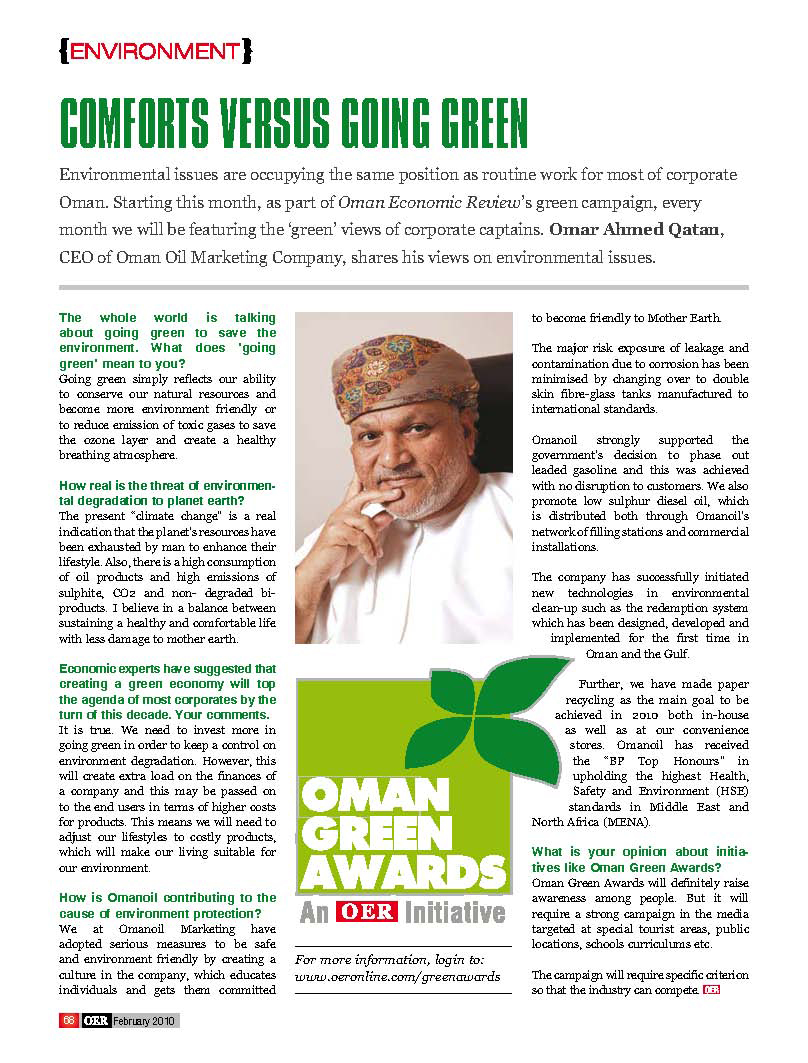 {ENVIRONMENT}
COMFORTS VERSUS GOING GREEN
Environmental issues are occupying the same position as routine work for most of corporate
Oman. Starting this month, as part of Oman Economic Review's green campaign, every
month we will be featuring the 'green' views of corporate captains. Omar Ahmed Qatan,
CEO of Oman Oil Marketing Company, shares his views on environmental issues.
The whole world is talking
about going green to save the
environment. What does 'going
green' mean to you?
Going green simply reflects our ability
to conserve our natural resources and
become more environment friendly or
to reduce emission of toxic gases to save
the ozone layer and create a healthy
breathing atmosphere.
How real is the threat of environmen-
tal degradation to planet earth?
The present "climate change" is a real
indication that the planet's resources have
been exhausted by man to enhance their
lifestyle. Also, there is a high consumption
of oil products and high emissions of
sulphite, CO2 and non- degraded bi-
products. I believe in a balance between
sustaining a healthy and comfortable life
with less damage to mother earth.
Economic experts have suggested that
creating a green economy will top
the agenda of most corporates by the
turn of this decade. Your comments.
It is true. We need to invest more in
going green in order to keep a control on
environment degradation. However, this
will create extra load on the finances of
a company and this may be passed on
to the end users in terms of higher costs
for products. This means we will need to
adjust our lifestyles to costly products,
which will make our living suitable for
our environment.
How is Omanoil contributing to the
cause of environment protection?
We at Omanoil Marketing have
adopted serious measures to be safe
and environment friendly by creating a
culture in the company, which educates
individuals and gets them committed
OMAN
GREEN
AWARDS
An OER Initiative
For more information, login to:
www.oeronline.com/greenawards
to become friendly to Mother Earth.
The major risk exposure of leakage and
contamination due to corrosion has been
minimised by changing over to double
skin fibre-glass tanks manufactured to
international standards.
Omanoil strongly supported the
government's decision to phase out
leaded gasoline and this was achieved
with no disruption to customers. We also
promote low sulphur diesel oil, which
is distributed both through Omanoil's
network of filling stations and commercial
installations.
The company has successfully initiated
new technologies in environmental
clean-up such as the redemption system
which has been designed, developed and
implemented for the first time in
Oman and the Gulf.
Further, we have made paper
recycling as the main goal to be
achieved in 2010 both in-house
as well as at our convenience
stores. Omanoil has received
the "BP Top Honours" in
upholding the highest Health,
Safety and Environment (HSE)
standards in Middle East and
North Africa (MENA).
What is your opinion about initia-
tives like Oman Green Awards?
Oman Green Awards will definitely raise
awareness among people. But it will
require a strong campaign in the media
targeted at special tourist areas, public
locations, schools curriculums etc.
The campaign will require specific criterion
so that the industry can compete. OER
68 OER February 2010